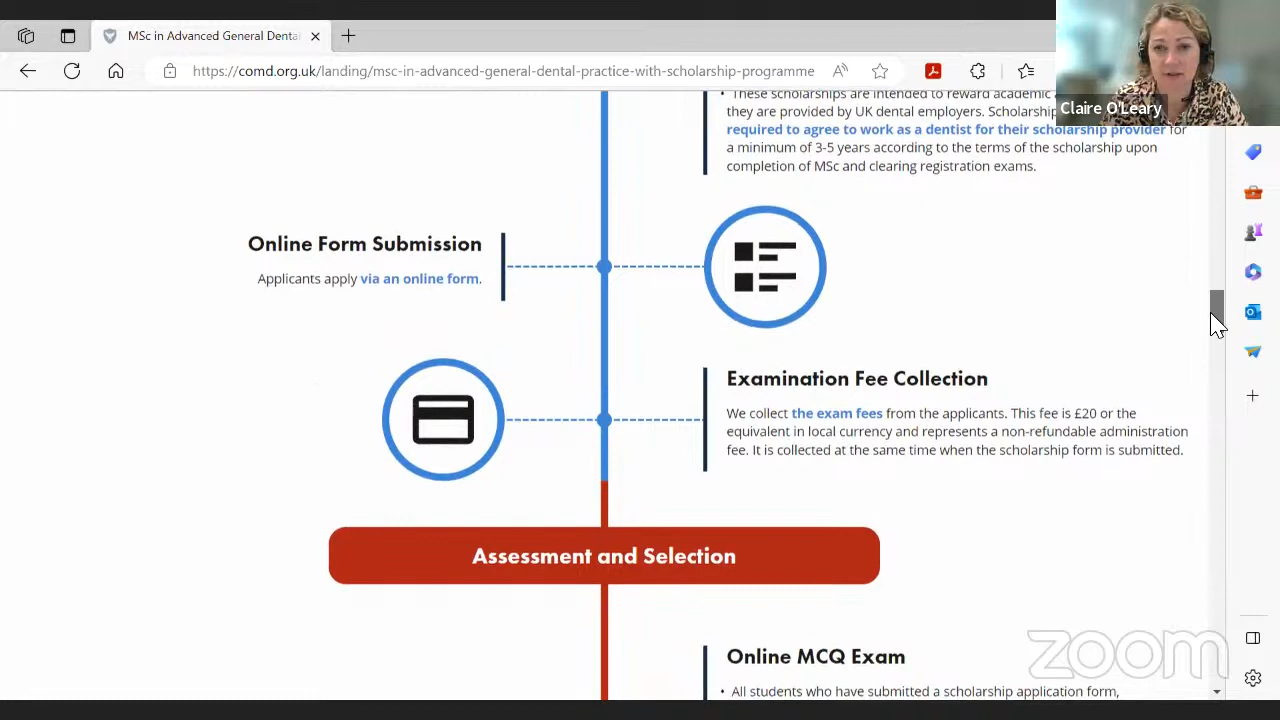 MSc in Advanced General Denta
https://comd.org.uk/landing/msc-in-advanced-general-dental-practice-with-scholarship-programme
Claire O'Leary
• These scholarships are intended to reward academic
they are provided by UK dental employers. Scholarship
required to agree to work as a dentist for their scholarship provider for
a minimum of 3-5 years according to the terms of the scholarship upon
completion of MSc and clearing registration exams.
Online Form Submission
Applicants apply via an online form.
Examination Fee Collection
We collect the exam fees from the applicants. This fee is £20 or the
equivalent in local currency and represents a non-refundable administration
fee. It is collected at the same time when the scholarship form is submitted.
Assessment and Selection
Online MCQ Exam
• All students who have submitted a scholarship application form,
zoom